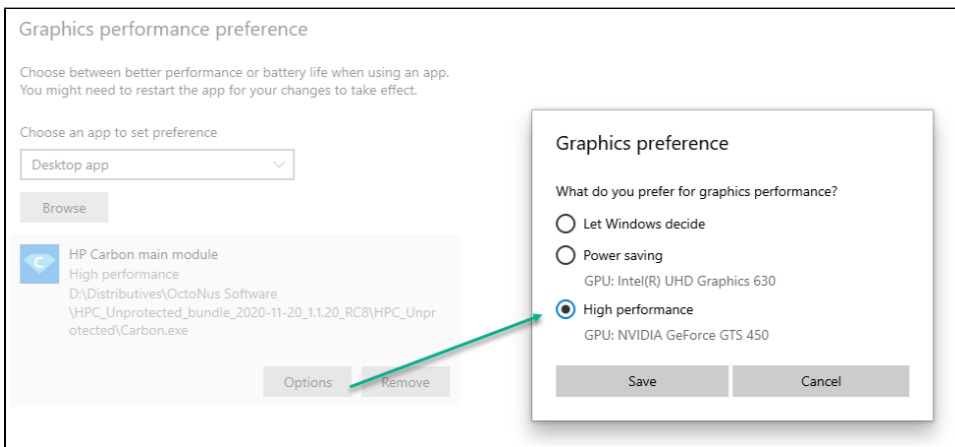 Graphics performance preference
Choose between better performance or battery life when using an app.
You might need to restart the app for your changes to take effect.
Choose an app to set preference
Desktop app
Browse
C
HP Carbon main module
High performance
D:\Distributives\OctoNus Software
\HPC_Unprotected_bundle_2020-11-20_1.1.20_RC8\HPC_Unpr
otected\Carbon.exe
Options
Remove
Graphics preference
What do you prefer for graphics performance?
Let Windows decide
Power saving
GPU: Intel(R) UHD Graphics 630
High performance
GPU: NVIDIA GeForce GTS 450
Save
Cancel